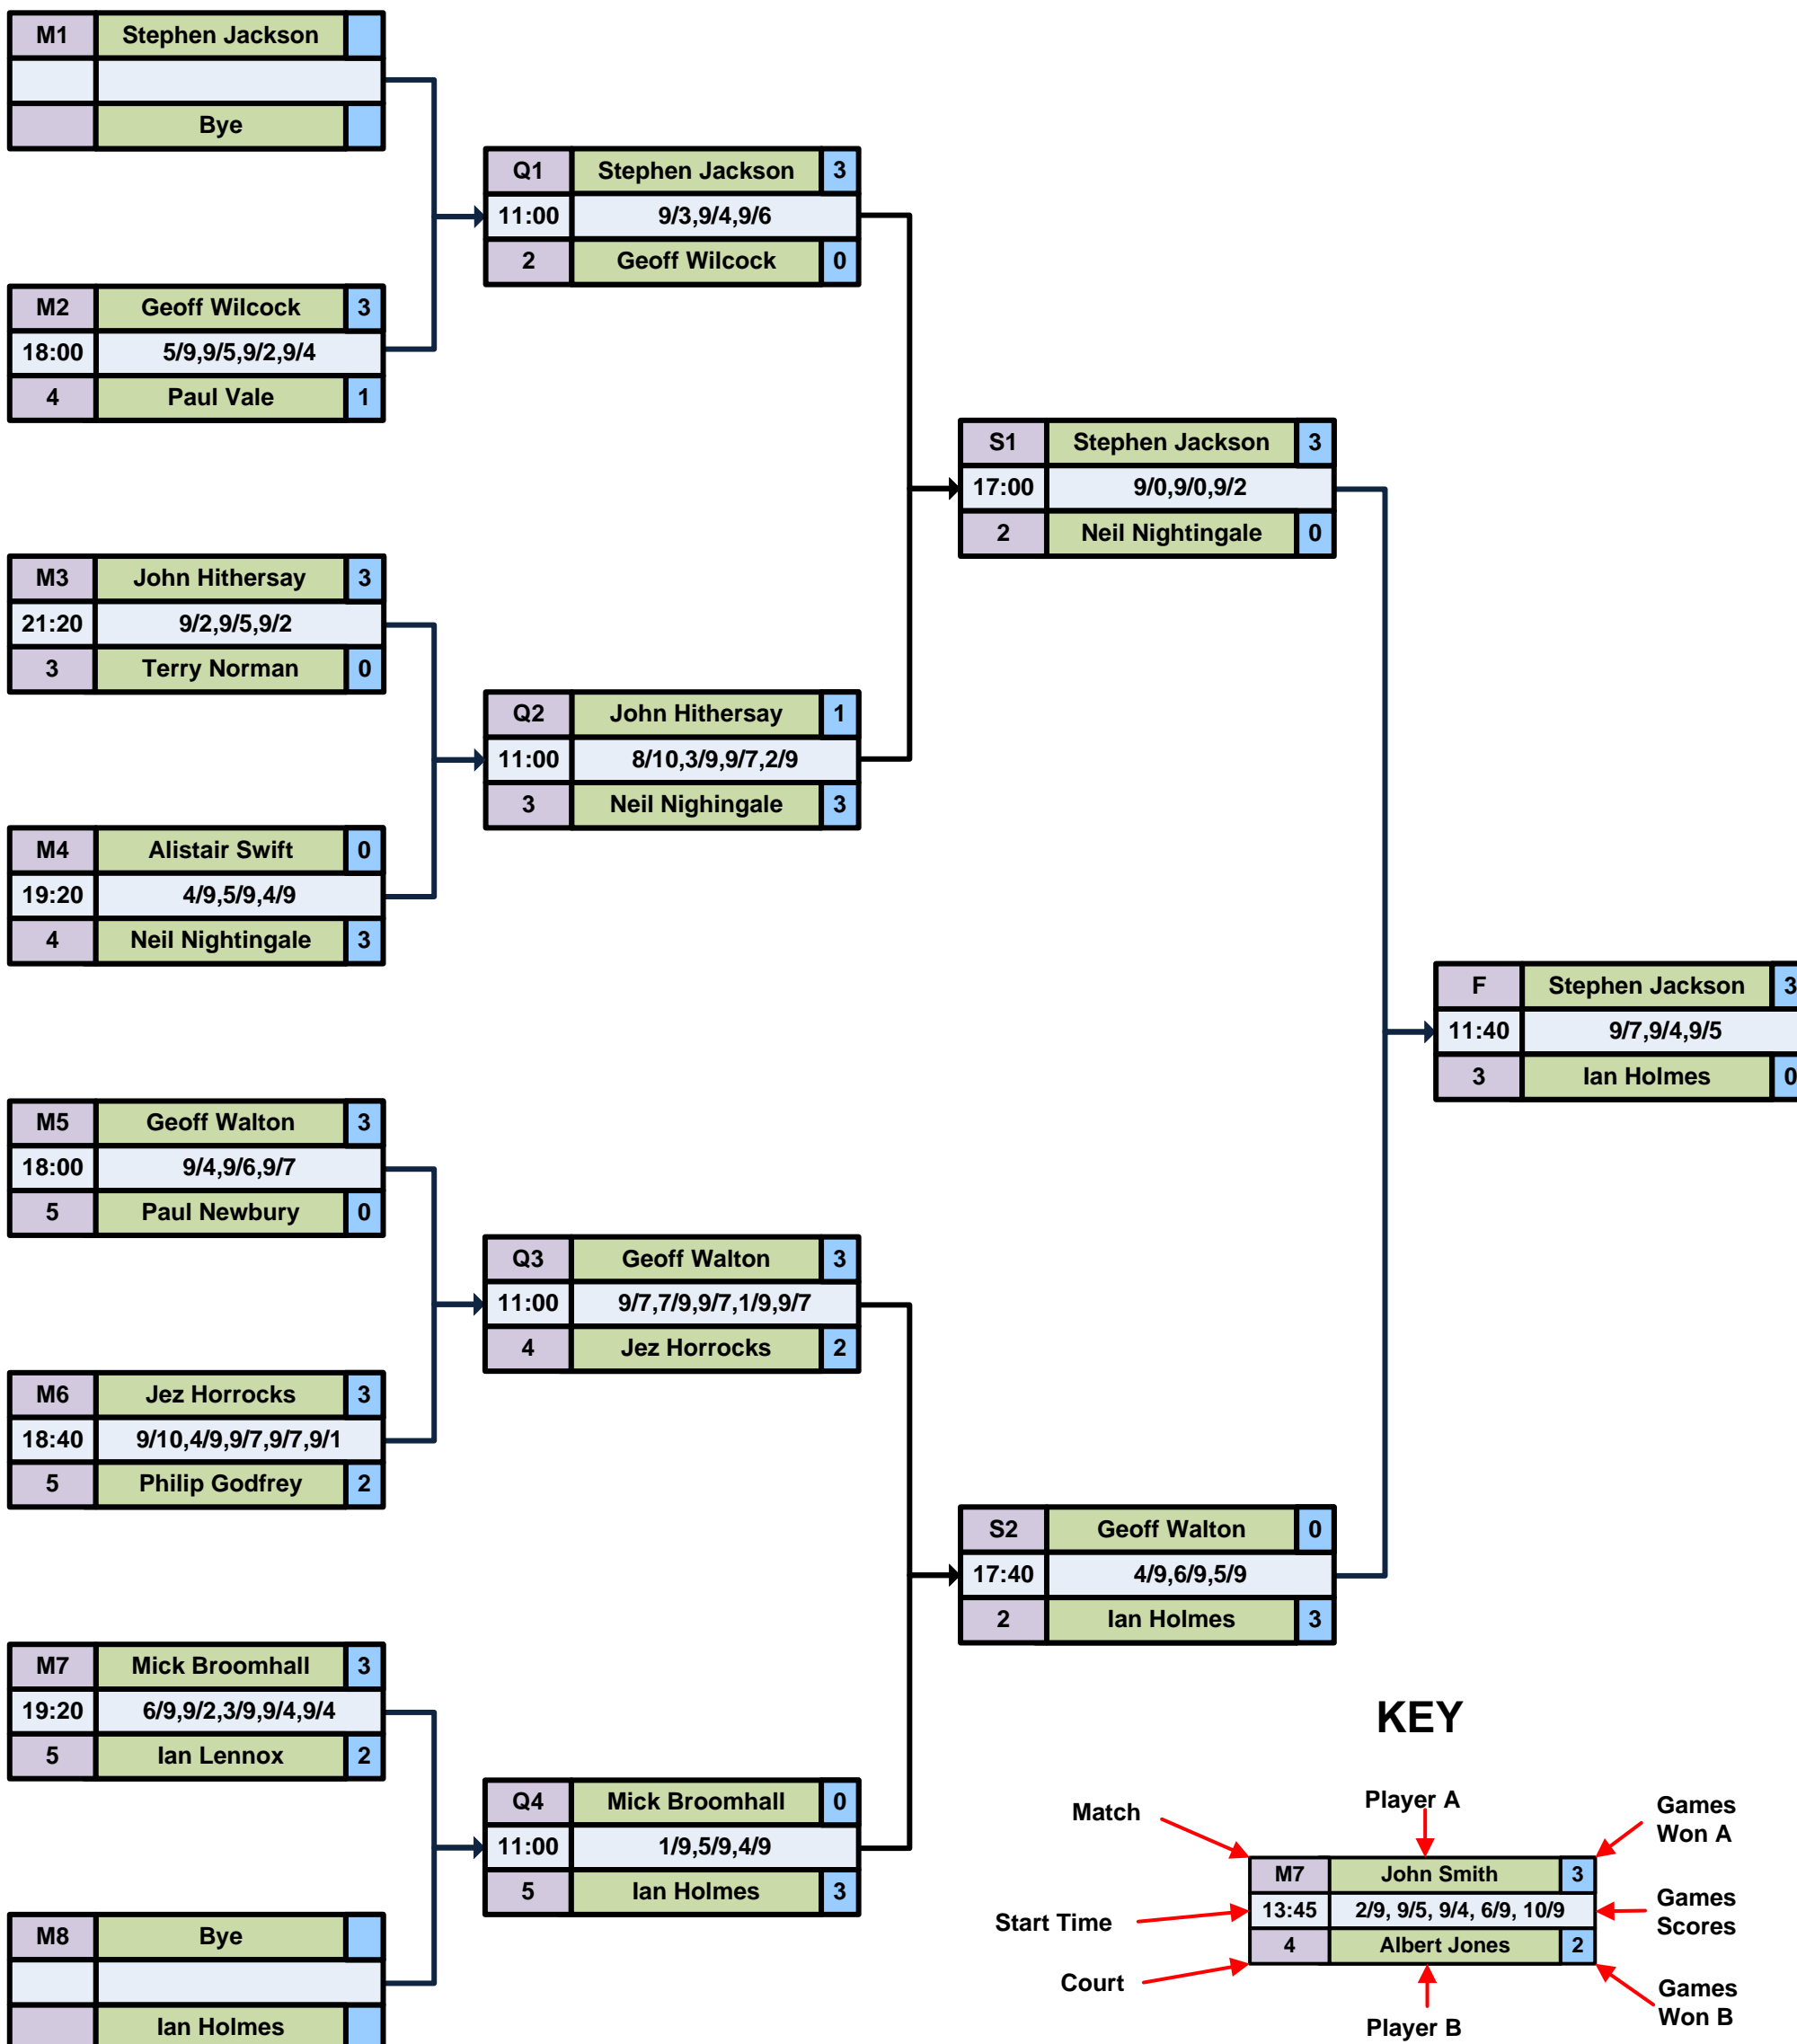 M1 Stephen Jackson
Bye
M2 Geoff Wilcock 3
18:00 5/9,9/5,9/2,9/4
4 Paul Vale 1
M3 John Hithersay 3
21:20 9/2,9/5,9/2
3 Terry Norman 0
M4 Alistair Swift 0
19:20 4/9,5/9,4/9
4 Neil Nightingale 3
M5 Geoff Walton 3
18:00 9/4,9/6,9/7
5 Paul Newbury 0
M6 Jez Horrocks 3
18:40 9/10,4/9,9/7,9/7,9/1
5 Philip Godfrey 2
M7 Mick Broomhall 3
19:20 6/9,9/2,3/9,9/4,9/4
5 Ian Lennox 2
M8 Bye
Ian Holmes
Q1 Stephen Jackson 3
11:00 9/3,9/4,9/6
2 Geoff Wilcock 0
Q2 John Hithersay 1
11:00 8/10,3/9,9/7,2/9
3 Neil Nighingale 3
Q3 Geoff Walton 3
11:00 9/7,7/9,9/7,1/9,9/7
4 Jez Horrocks 2
Q4 Mick Broomhall 0
11:00 1/9,5/9,4/9
5 Ian Holmes 3
S1 Stephen Jackson 3
17:00 9/0,9/0,9/2
2 Neil Nightingale 0
S2 Geoff Walton 0
17:40 4/9,6/9,5/9
2 Ian Holmes 3
F Stephen Jackson 3
11:40 9/7,9/4,9/5
3 Ian Holmes 0
KEY
Match
Player A
Games
Won A
M7 John Smith 3
Start Time
13:45 2/9, 9/5, 9/4, 6/9, 10/9
Games
Scores
4 Albert Jones 2
Court
Player B
Games
Won B